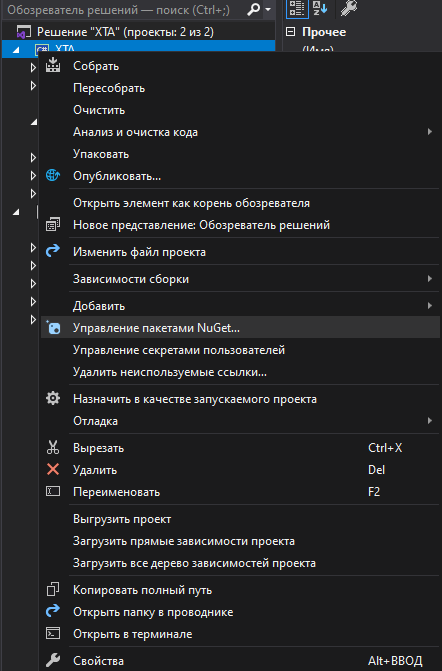 Обозреватель решений — поиск (Ctrl+;)
Решение "XTA" (проекты: 2 из 2)
Прочее
C# XTA
(Имя)
Собрать
Пересобрать
Очистить
Анализ и очистка кода
Упаковать
Опубликовать...
Открыть элемент как корень обозревателя
Новое представление: Обозреватель решений
Изменить файл проекта
Зависимости сборки
Добавить
Управление пакетами NuGet...
Управление секретами пользователей
Удалить неиспользуемые ссылки...
Назначить в качестве запускаемого проекта
Отладка
Вырезать Ctrl+X
Удалить Del
Переименовать F2
Выгрузить проект
Загрузить прямые зависимости проекта
Загрузить все дерево зависимостей проекта
Копировать полный путь
Открыть папку в проводнике
Открыть в терминале
Свойства Alt+ВВОД